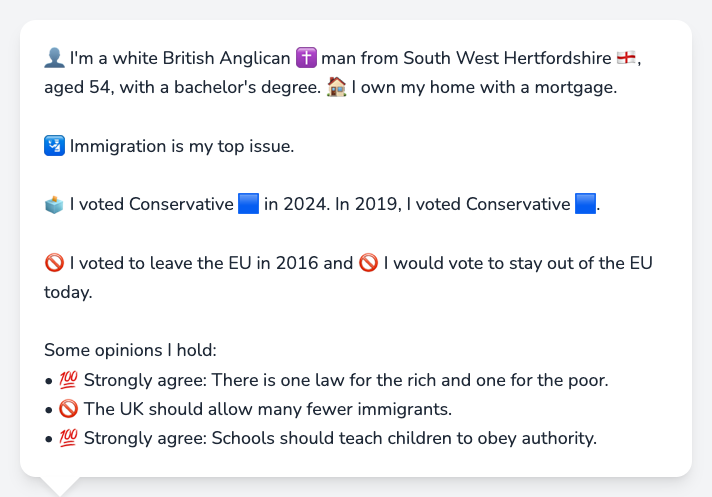 👤 I'm a white British Anglican ✝️ man from South West Hertfordshire 🏴󠁧󠁢󠁥󠁮󠁧󠁿,
aged 54, with a bachelor's degree. 🏠 I own my home with a mortgage.
🛂 Immigration is my top issue.
🗳️ I voted Conservative 🟦 in 2024. In 2019, I voted Conservative 🟦.
🚫 I voted to leave the EU in 2016 and 🚫 I would vote to stay out of the EU
today.
Some opinions I hold:
• 💯 Strongly agree: There is one law for the rich and one for the poor.
• 🚫 The UK should allow many fewer immigrants.
• 💯 Strongly agree: Schools should teach children to obey authority.